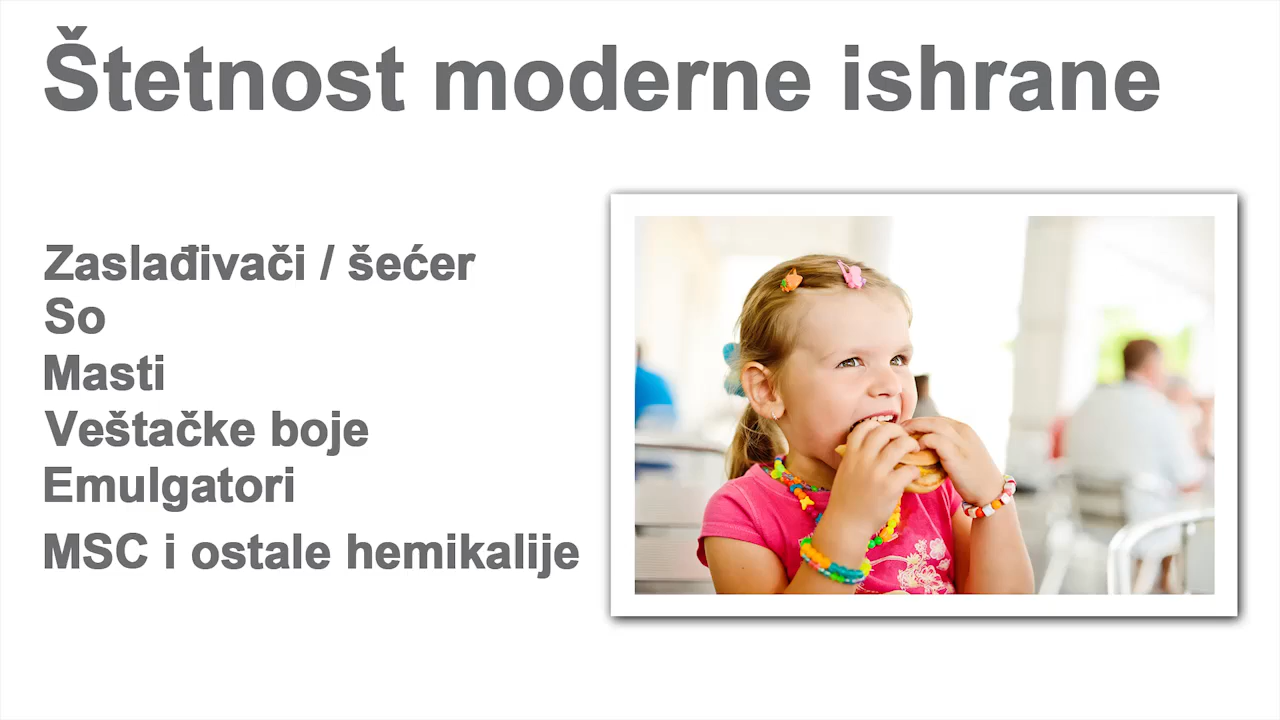 Štetnost moderne ishrane
Zaslađivači / šećer
So
Masti
Veštačke boje
Emulgatori
MSC i ostale hemikalije